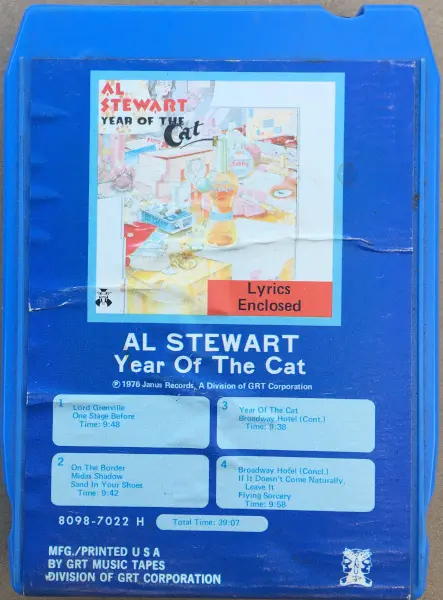 AL
STEWART
YEAR OF THE
Cat
Lyrics
Enclosed
AL STEWART
Year Of The Cat
℗ 1976 Janus Records, A Division of GRT Corporation
1
Lord Grenville
One Stage Before
Time: 9:48
2
On The Border
Midas Shadow
Sand In Your Shoes
Time: 9:42
3
Year Of The Cat
Broadway Hotel (Cont.)
Time: 9:38
4
Broadway Hotel (Concl.)
If It Doesn't Come Naturally,
Leave It
Flying Sorcery
Time: 9:58
8098-7022 H
Total Time: 39:07
MFG./PRINTED U S A
BY GRT MUSIC TAPES
DIVISION OF GRT CORPORATION